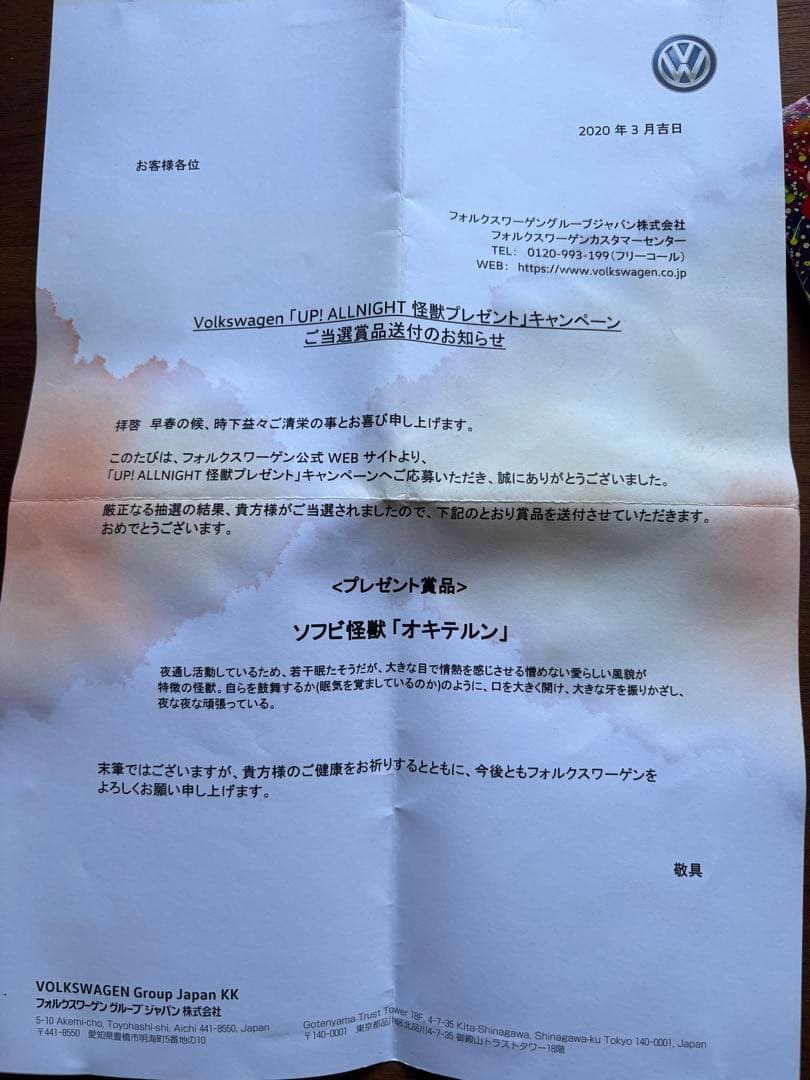 2020 年 3 月吉日
お客様各位
フォルクスワーゲングループジャパン株式会社
フォルクスワーゲンカスタマーセンター
TEL： 0120-993-199（フリーコール）
WEB： https://www.volkswagen.co.jp
Volkswagen「UP! ALLNIGHT 怪獣プレゼント」キャンペーン
ご当選賞品送付のお知らせ
拝啓 早春の候、時下益々ご清栄の事とお喜び申し上げます。
このたびは、フォルクスワーゲン公式 WEB サイトより、
「UP! ALLNIGHT 怪獣プレゼント」キャンペーンへご応募いただき、誠にありがとうございました。
厳正なる抽選の結果、貴方様がご当選されましたので、下記のとおり賞品を送付させていただきます。
おめでとうございます。
<プレゼント賞品>
ソフビ怪獣「オキテルン」
夜通し活動しているため、若干眠たそうだが、大きな目で情熱を感じさせる憎めない愛らしい風貌が
特徴の怪獣。自らを鼓舞するか(眠気を覚ましているのか)のように、口を大きく開け、大きな牙を振りかざし、
夜な夜な頑張っている。
末筆ではございますが、貴方様のご健康をお祈りするとともに、今後ともフォルクスワーゲンを
よろしくお願い申し上げます。
敬具
VOLKSWAGEN Group Japan KK
フォルクスワーゲン グループ ジャパン 株式会社
5-10 Akemi-cho, Toyohashi-shi, Aichi 441-8550, Japan
〒441-8550 愛知県豊橋市明海町5番地の10
Gotenyama Trust Tower 18F, 4-7-35 Kita-Shinagawa, Shinagawa-ku Tokyo 140-0001, Japan
〒140-0001 東京都品川区北品川4-7-35 御殿山トラストタワー18階